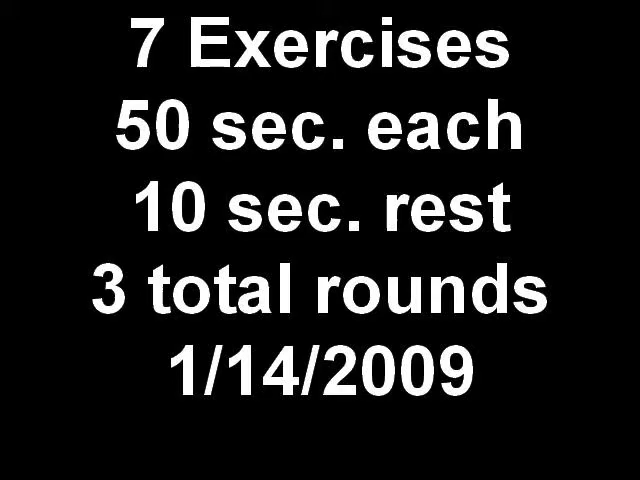 7 Exercises
50 sec. each
10 sec. rest
3 total rounds
1/14/2009